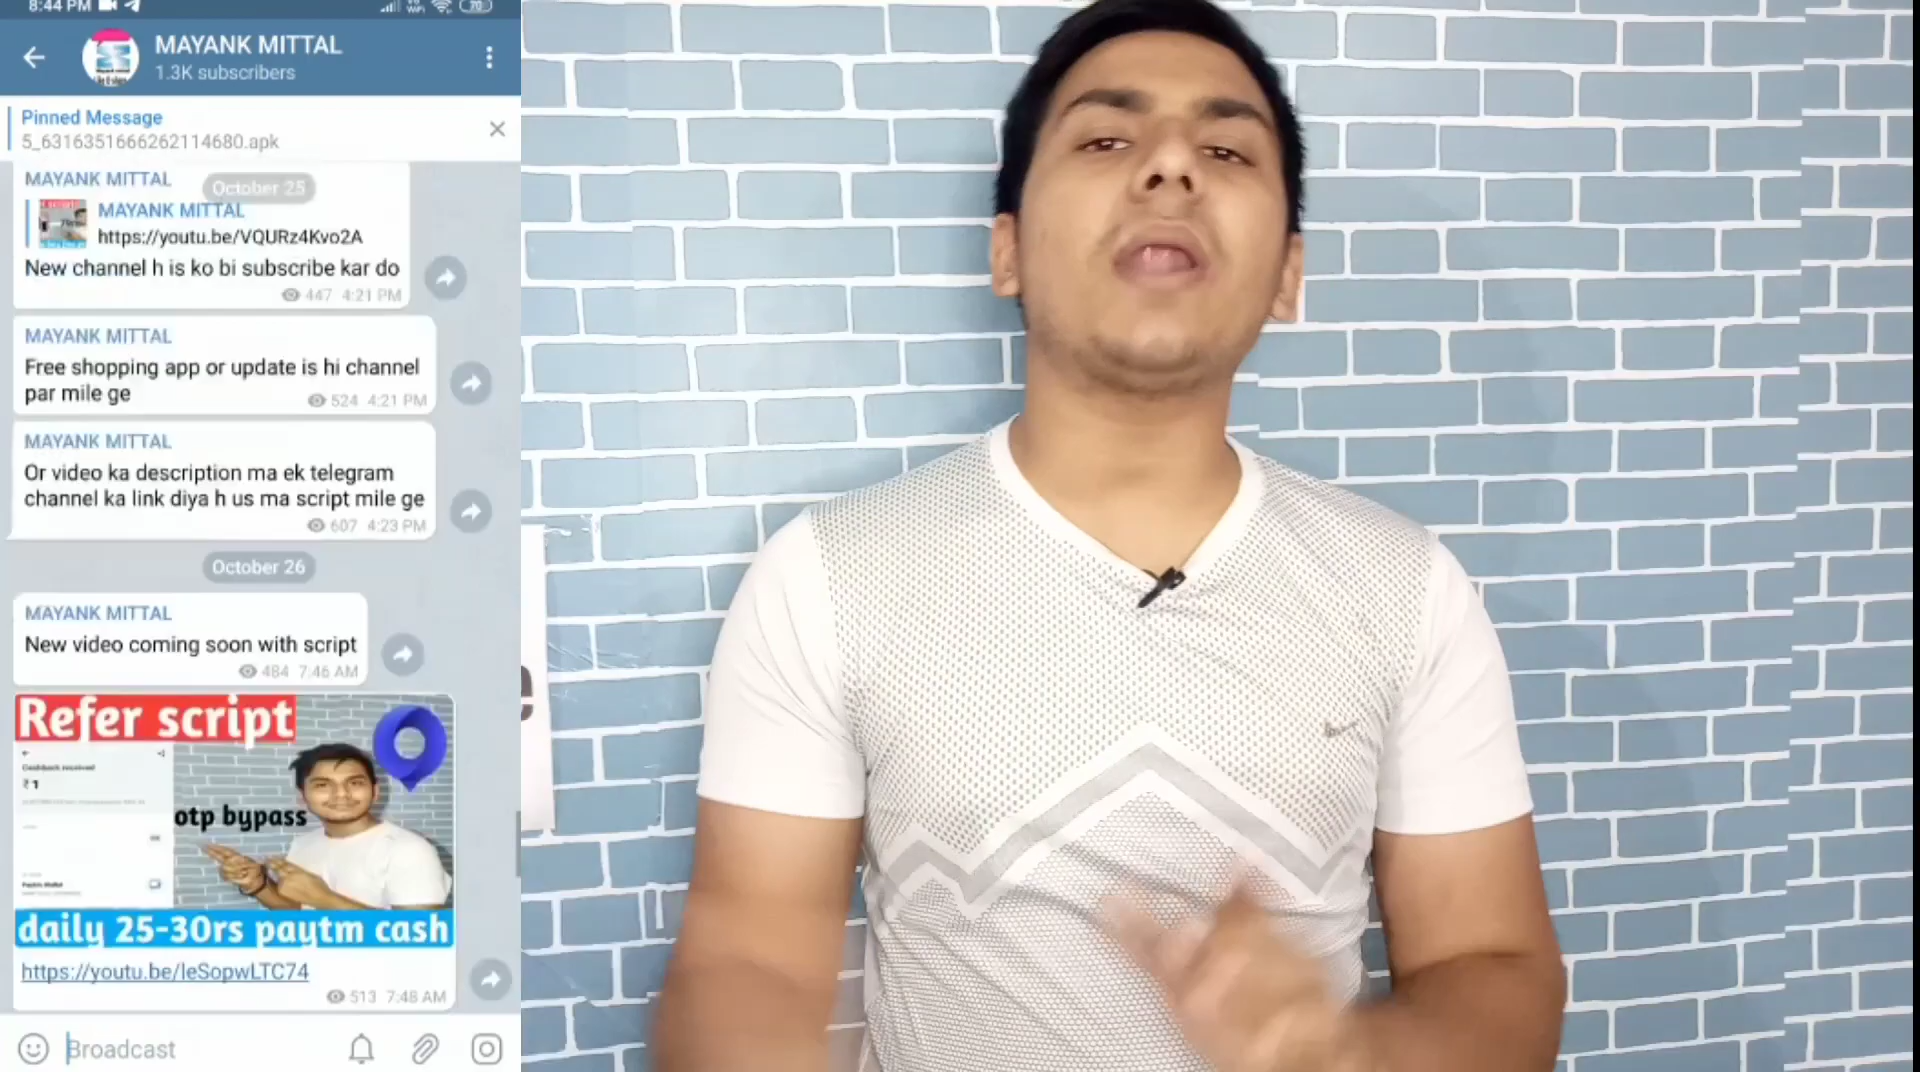 8:44 PM
70
MAYANK MITTAL
1.3K subscribers
Pinned Message
5_6316351666262114680.apk
MAYANK MITTAL
October 25
MAYANK MITTAL
https://youtu.be/VQURz4Kvo2A
New channel h is ko bi subscribe kar do
447 4:21 PM
MAYANK MITTAL
Free shopping app or update is hi channel
par mile ge
524 4:21 PM
MAYANK MITTAL
Or video ka description ma ek telegram
channel ka link diya h us ma script mile ge
607 4:23 PM
October 26
MAYANK MITTAL
New video coming soon with script
484 7:46 AM
Refer script
Cashback received
₹1
otp bypass
daily 25-30rs paytm cash
https://youtu.be/leSopwLTC74
513 7:48 AM
Broadcast